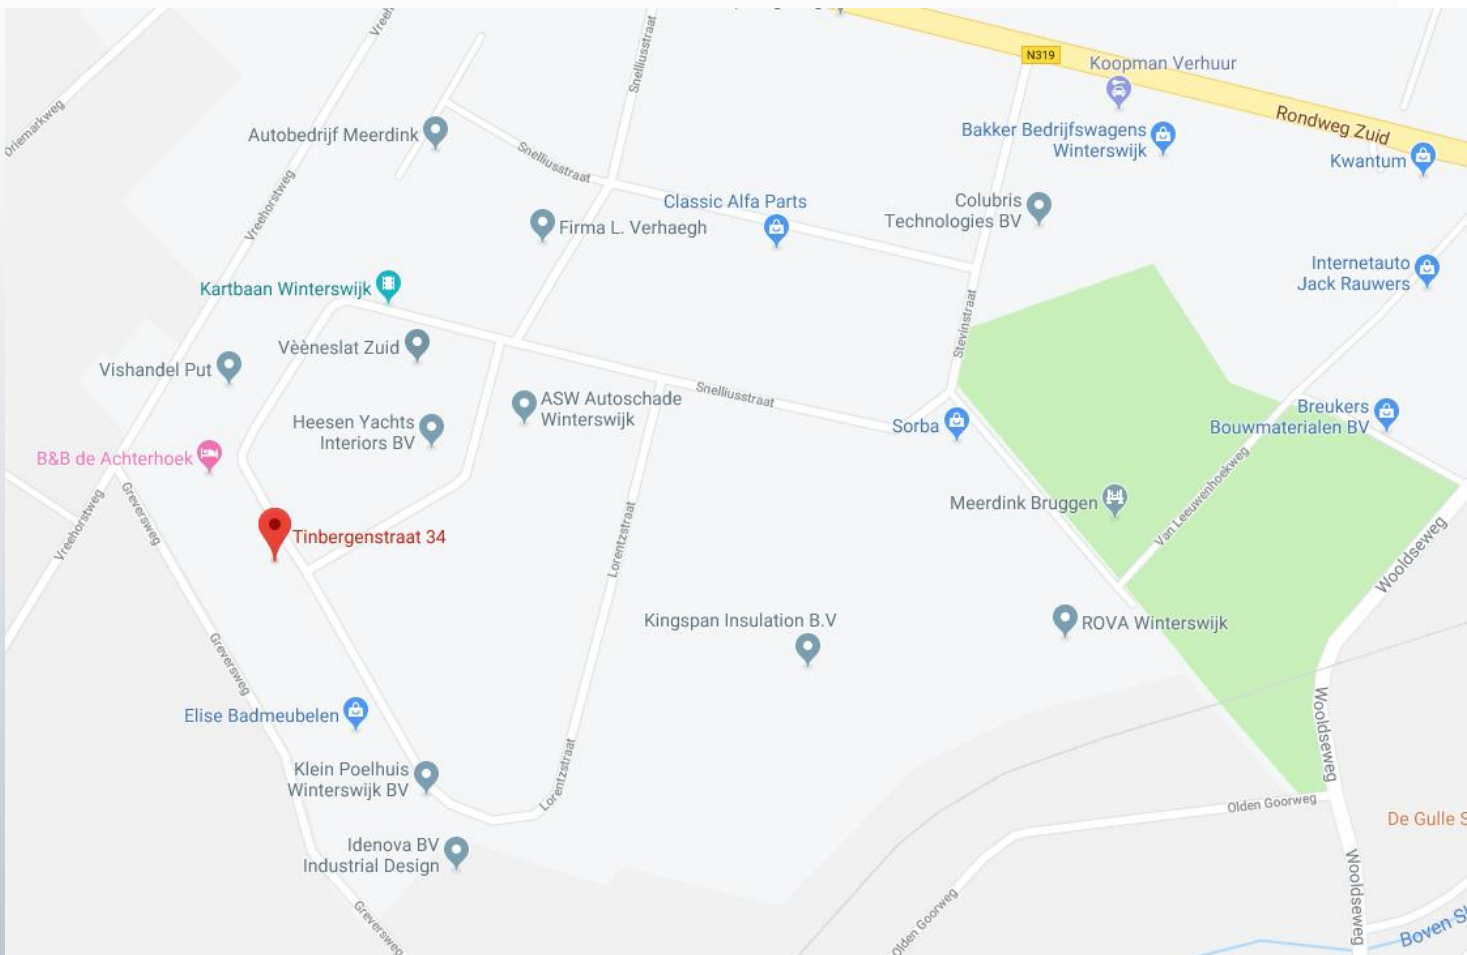 Vreeh
Snelliusstraat
N319
Koopman Verhuur
Driemarkweg
Autobedrijf Meerdink
Rondweg Zuid
Bakker Bedrijfswagens
Winterswijk
Kwantum
Snelliusstraat
Vreehorstweg
Classic Alfa Parts
Colubris
Technologies BV
Firma L. Verhaegh
Internetauto
Jack Rauwers
Kartbaan Winterswijk
Stevinstraat
Vèèneslat Zuid
Vishandel Put
Snelliusstraat
ASW Autoschade
Winterswijk
Heesen Yachts
Interiors BV
Sorba
Breukers
Bouwmaterialen BV
B&B de Achterhoek
Greversweg
Vreehorstweg
Meerdink Bruggen
Van Leeuwenhoekweg
Tinbergenstraat 34
Lorentzstraat
Wooldseweg
Kingspan Insulation B.V
ROVA Winterswijk
Greversweg
Elise Badmeubelen
Wooldseweg
Klein Poelhuis
Winterswijk BV
Lorentzstraat
Olden Goorweg
De Gulle S
Idenova BV
Industrial Design
Wooldseweg
Greversweg
Olden Goorweg
Boven Sl